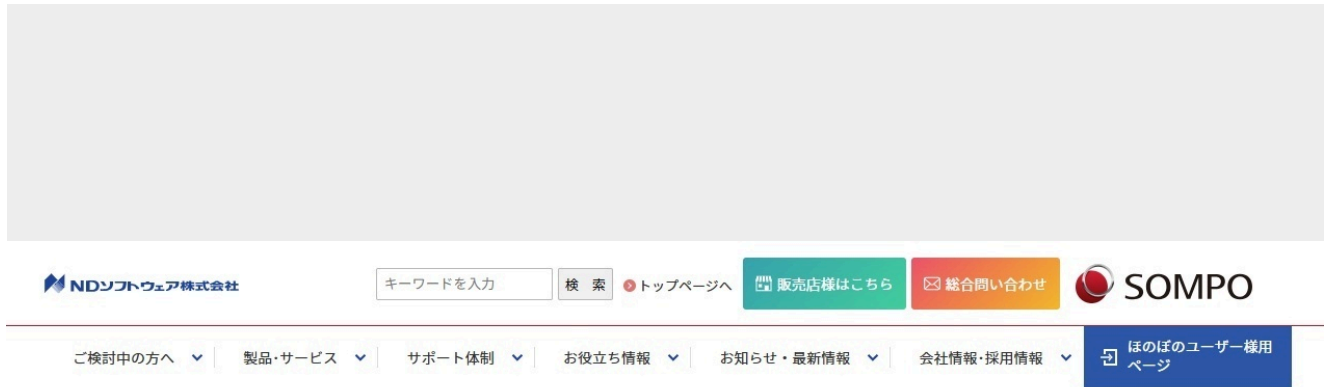 NDソフトウェア株式会社
キーワードを入力
検 索
トップページへ
販売店様はこちら
総合問い合わせ
SOMPO
ご検討中の方へ
製品･サービス
サポート体制
お役立ち情報
お知らせ・最新情報
会社情報･採用情報
ほのぼのユーザー様用
ページ